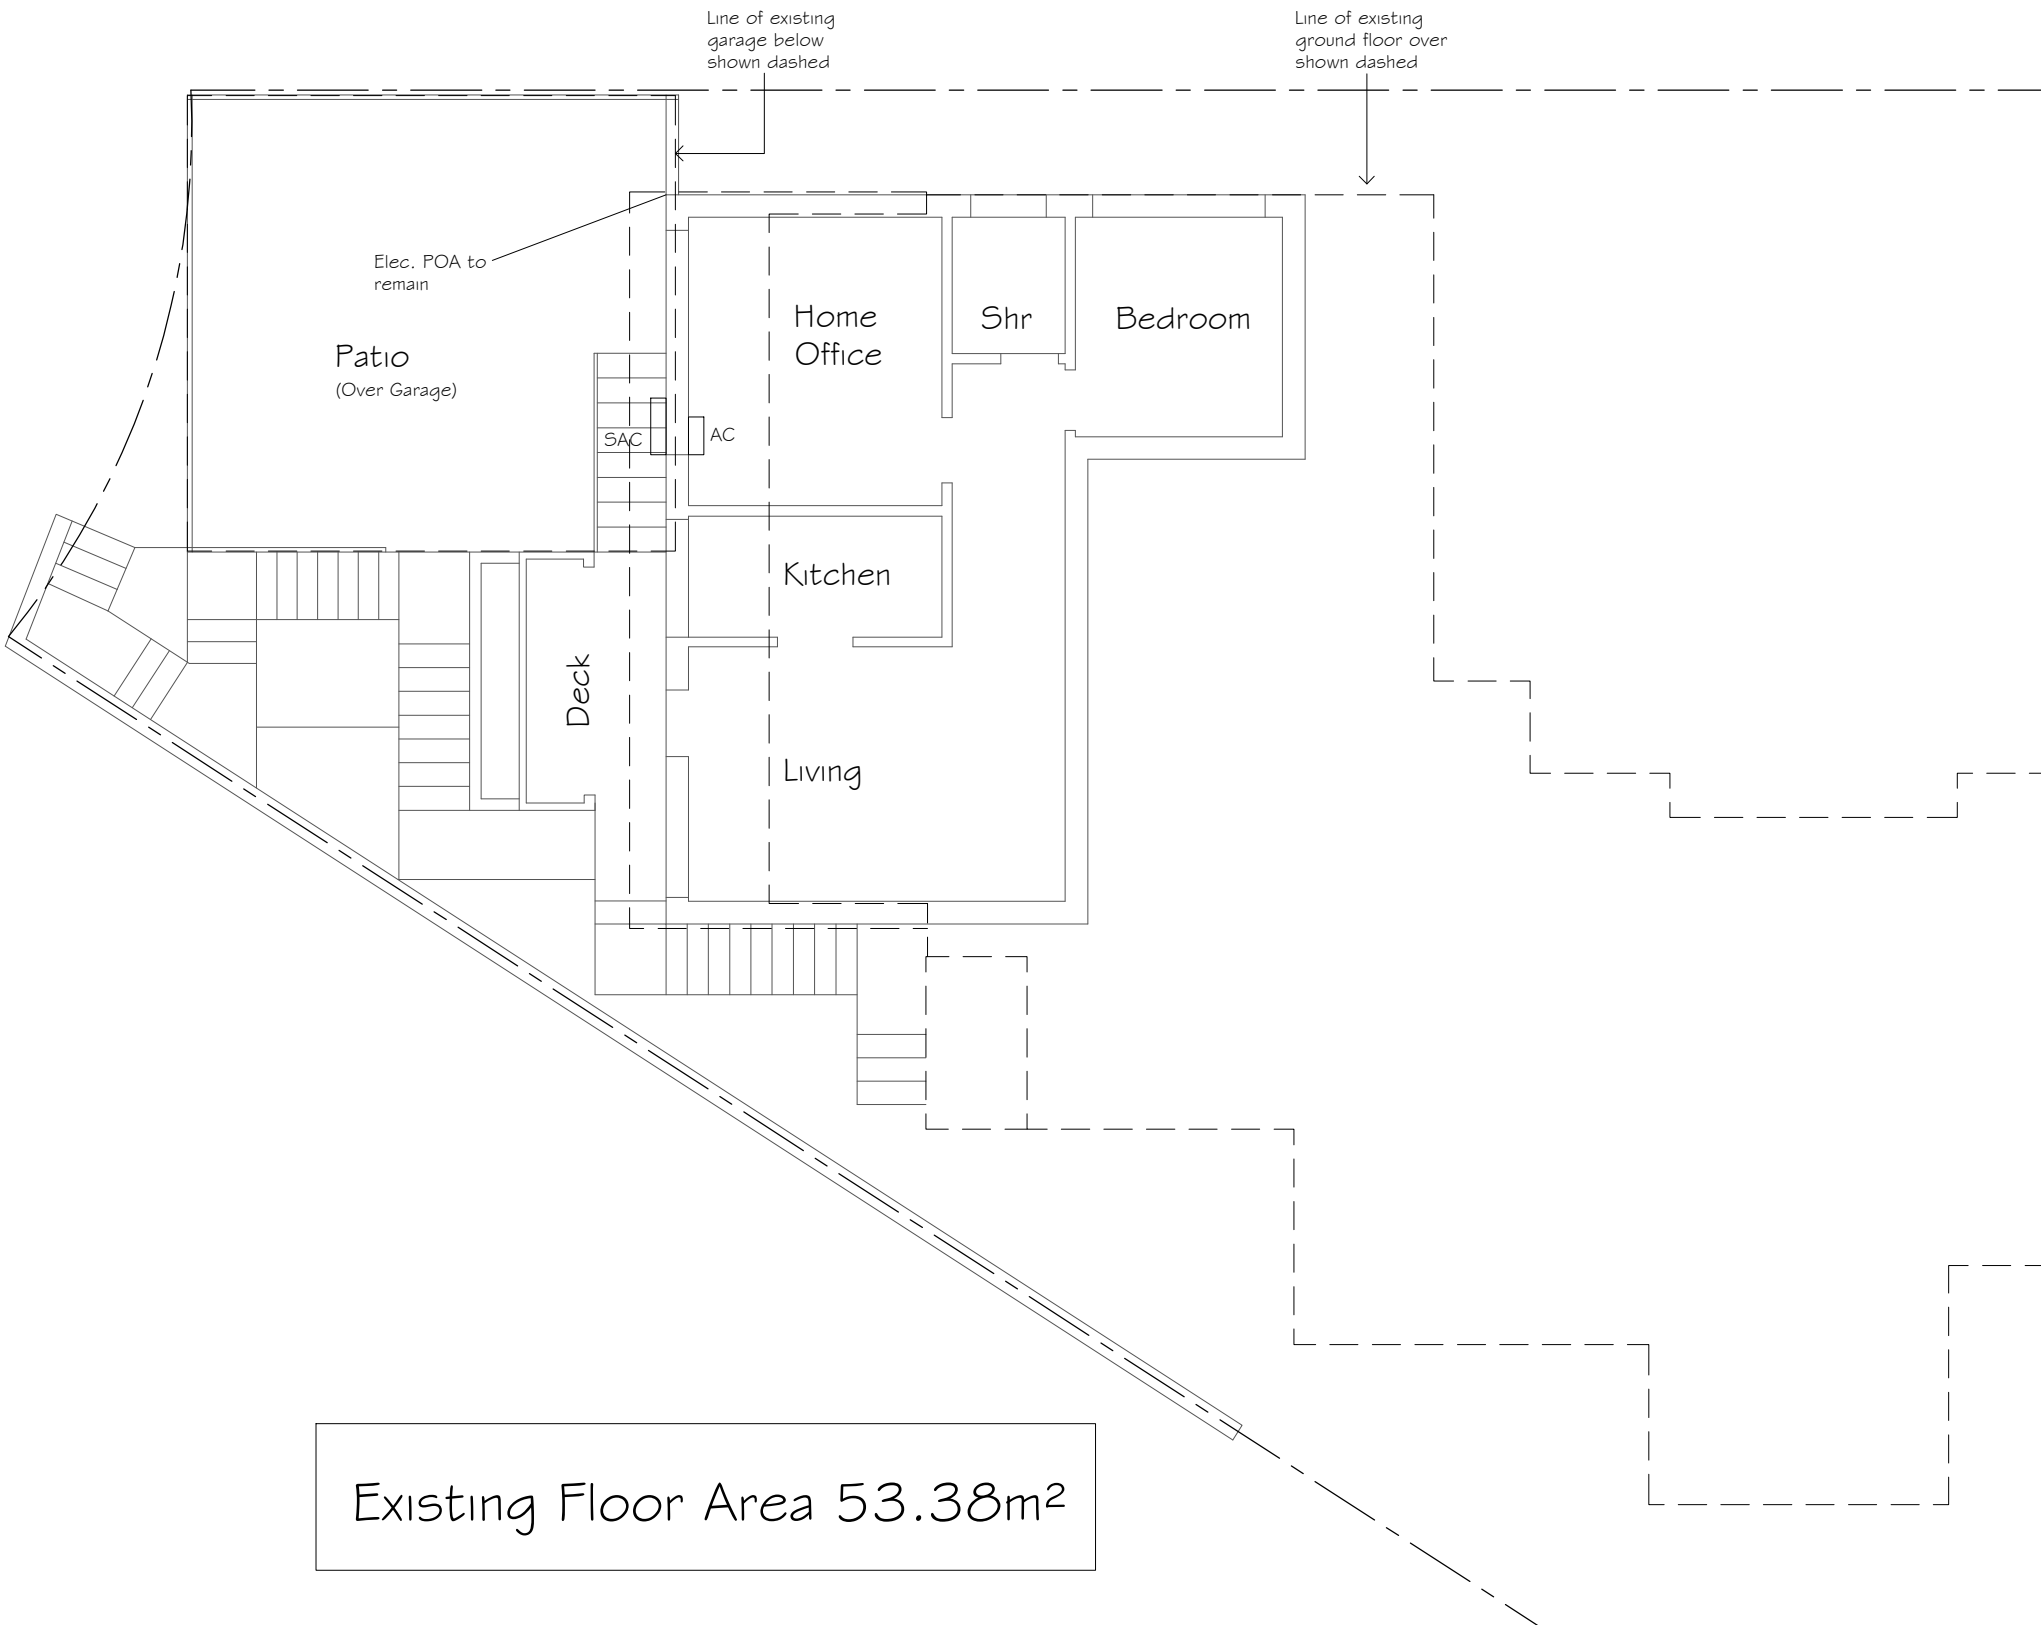 Line of existing
garage below
shown dashed
Line of existing
ground floor over
shown dashed
Elec. POA to
remain
Patio
(Over Garage)
SAC
AC
Home
Office
Shr
Bedroom
Kitchen
Deck
Living
Existing Floor Area 53.38m²